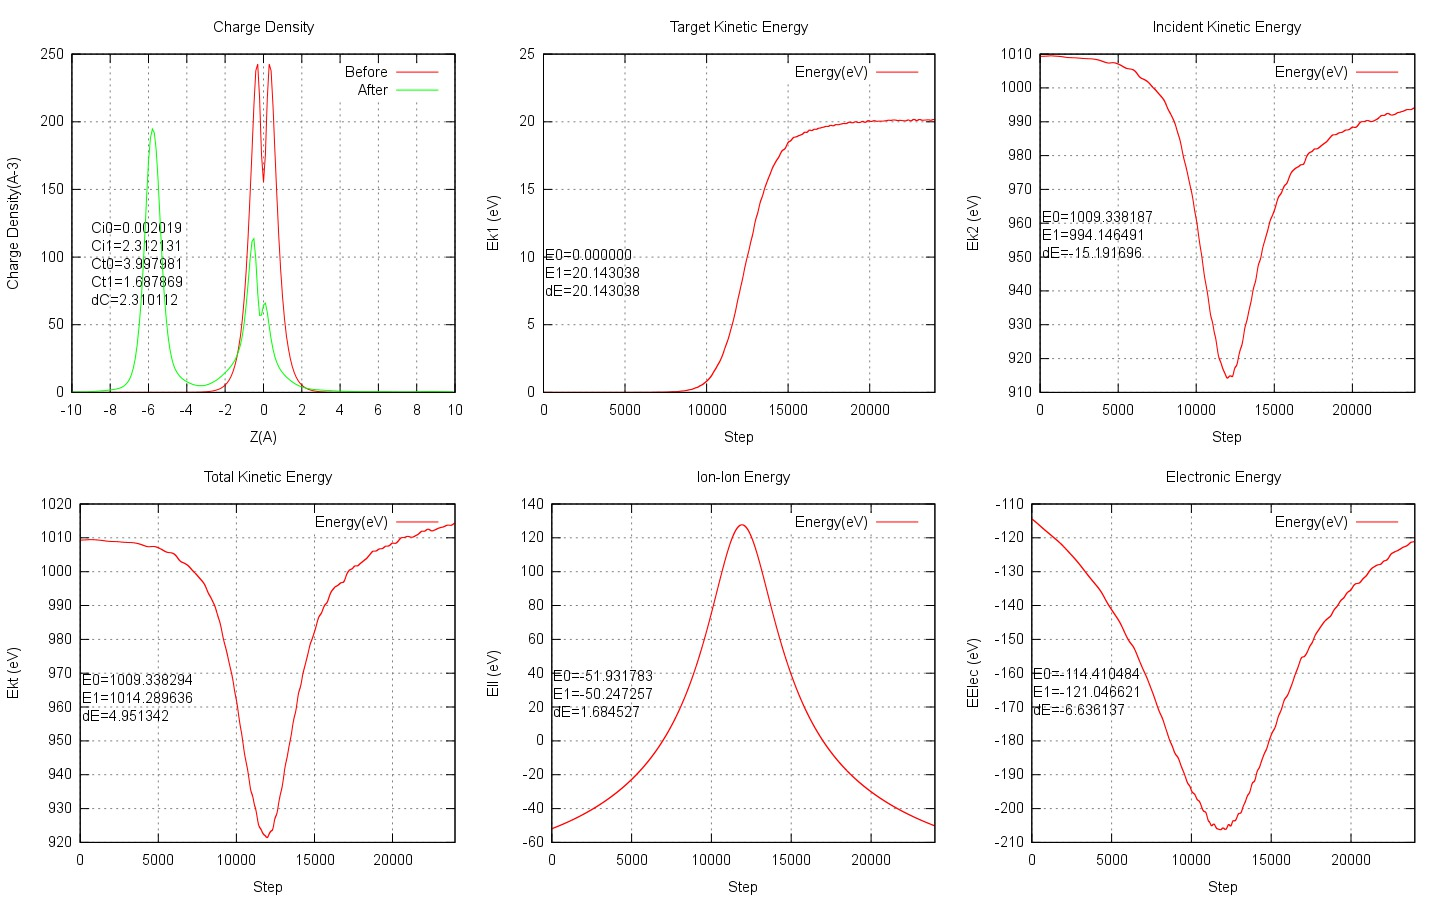 Charge Density
250
200
150
100
50
0
-10 -8 -6 -4 -2 0 2 4 6 8 10
Charge Density(A-3)
Z(A)
Before
After
Ci0=0.002019
Ci1=2.312131
Ct0=3.997981
Ct1=1.687869
dC=2.310112
Target Kinetic Energy
25
20
15
10
5
0
0 5000 10000 15000 20000
Ek1 (eV)
Step
Energy(eV)
E0=0.000000
E1=20.143038
dE=20.143038
Incident Kinetic Energy
1010
1000
990
980
970
960
950
940
930
920
910
0 5000 10000 15000 20000
Ek2 (eV)
Step
Energy(eV)
E0=1009.338187
E1=994.146491
dE=-15.191696
Total Kinetic Energy
1020
1010
1000
990
980
970
960
950
940
930
920
0 5000 10000 15000 20000
Ekt (eV)
Step
Energy(eV)
E0=1009.338294
E1=1014.289636
dE=4.951342
Ion-Ion Energy
140
120
100
80
60
40
20
0
-20
-40
-60
0 5000 10000 15000 20000
EII (eV)
Step
Energy(eV)
E0=-51.931783
E1=-50.247257
dE=1.684527
Electronic Energy
-110
-120
-130
-140
-150
-160
-170
-180
-190
-200
-210
0 5000 10000 15000 20000
EElec (eV)
Step
Energy(eV)
E0=-114.410484
E1=-121.046621
dE=-6.636137